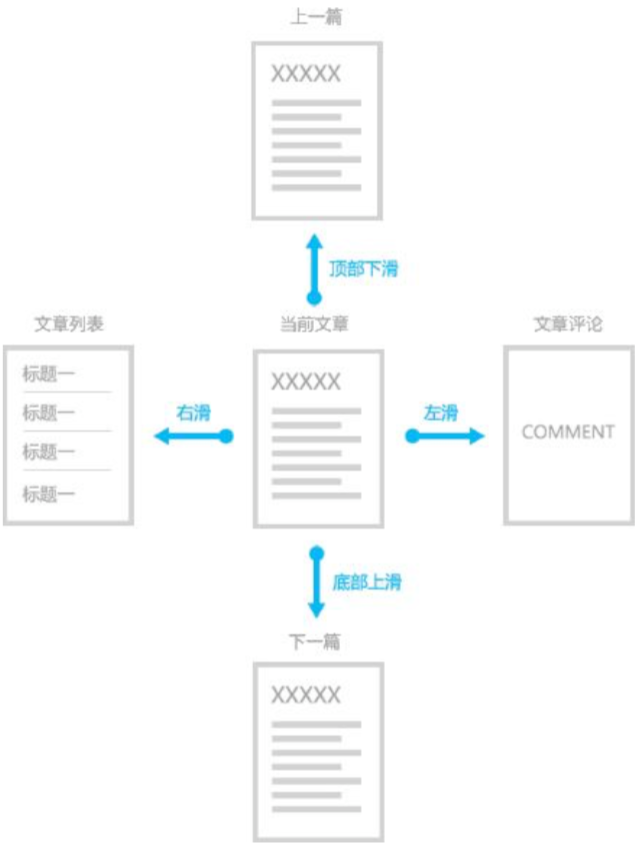 上一篇
XXXXX
顶部下滑
文章列表
当前文章
文章评论
标题一
标题一
标题一
标题一
右滑
XXXXX
左滑
COMMENT
底部上滑
下一篇
XXXXX